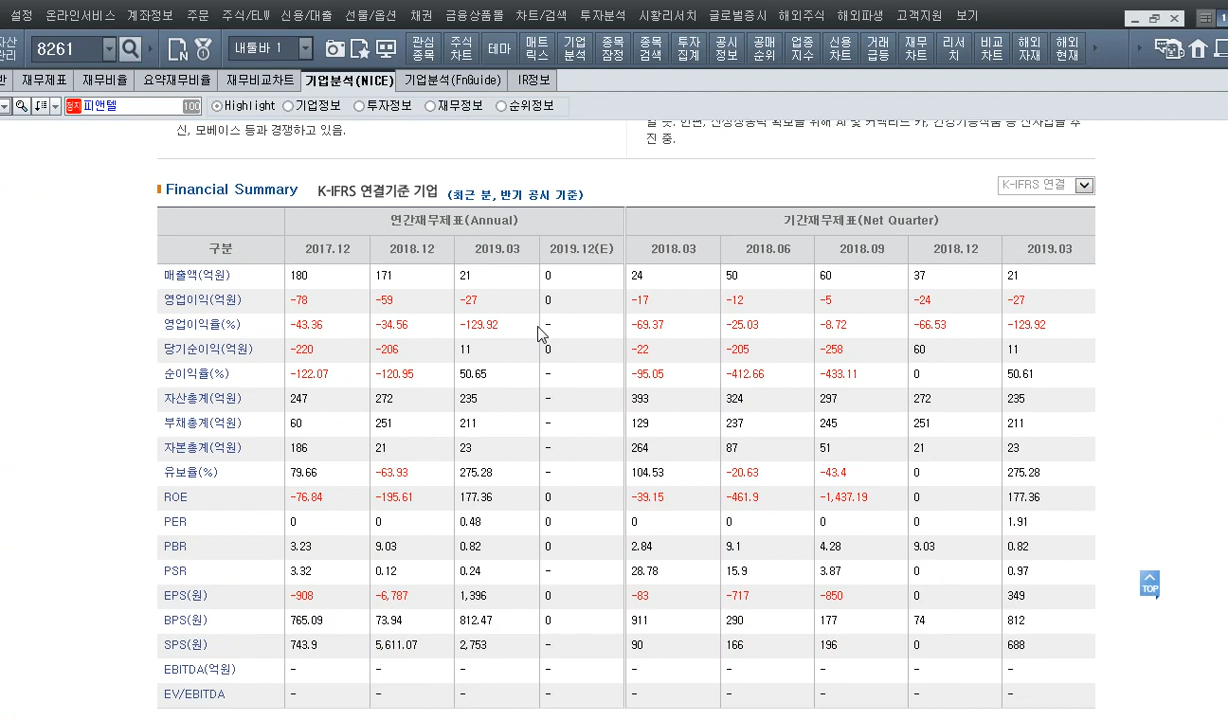 설정 온라인서비스 계좌정보 주문 주식/ELW 신용/대출 선물/옵션 채권 금융상품몰 차트/검색 투자분석 시황리서치 글로벌증시 해외주식 해외파생 고객지원 보기
자산관리 8261 내툴바 1 관심종목 주식차트 테마 매트릭스 기업분석 종목잠정 종목검색 투자집계 공시정보 공매순위 업종지수 신용차트 거래급등 재무차트 리서치 비교차트 해외자재 해외현재
재무제표 재무비율 요약재무비율 재무비교차트 기업분석(NICE) 기업분석(FnGuide) IR정보
정지 피앤텔 100 Highlight 기업정보 투자정보 재무정보 순위정보
신, 모베이스 등과 경쟁하고 있음.
진 중.
Financial Summary K-IFRS 연결기준 기업 (최근 분, 반기 공시 기준) K-IFRS 연결
연간재무제표(Annual) 기간재무제표(Net Quarter)
구분 2017.12 2018.12 2019.03 2019.12(E) 2018.03 2018.06 2018.09 2018.12 2019.03
매출액(억원) 180 171 21 0 24 50 60 37 21
영업이익(억원) -78 -59 -27 0 -17 -12 -5 -24 -27
영업이익율(%) -43.36 -34.56 -129.92 - -69.37 -25.03 -8.72 -66.53 -129.92
당기순이익(억원) -220 -206 11 0 -22 -205 -258 60 11
순이익율(%) -122.07 -120.95 50.65 - -95.05 -412.66 -433.11 0 50.61
자산총계(억원) 247 272 235 - 393 324 297 272 235
부채총계(억원) 60 251 211 - 129 237 245 251 211
자본총계(억원) 186 21 23 - 264 87 51 21 23
유보율(%) 79.66 -63.93 275.28 - 104.53 -20.63 -43.4 0 275.28
ROE -76.84 -195.61 177.36 0 -39.15 -461.9 -1,437.19 0 177.36
PER 0 0 0.48 0 0 0 0 0 1.91
PBR 3.23 9.03 0.82 0 2.84 9.1 4.28 9.03 0.82
PSR 3.32 0.12 0.24 - 28.78 15.9 3.87 0 0.97
EPS(원) -908 -6,787 1,396 0 -83 -717 -850 0 349
BPS(원) 765.09 73.94 812.47 0 911 290 177 74 812
SPS(원) 743.9 5,611.07 2,753 - 90 166 196 0 688
EBITDA(억원) - - - - - - - - -
EV/EBITDA - - - - - - - - -
TOP